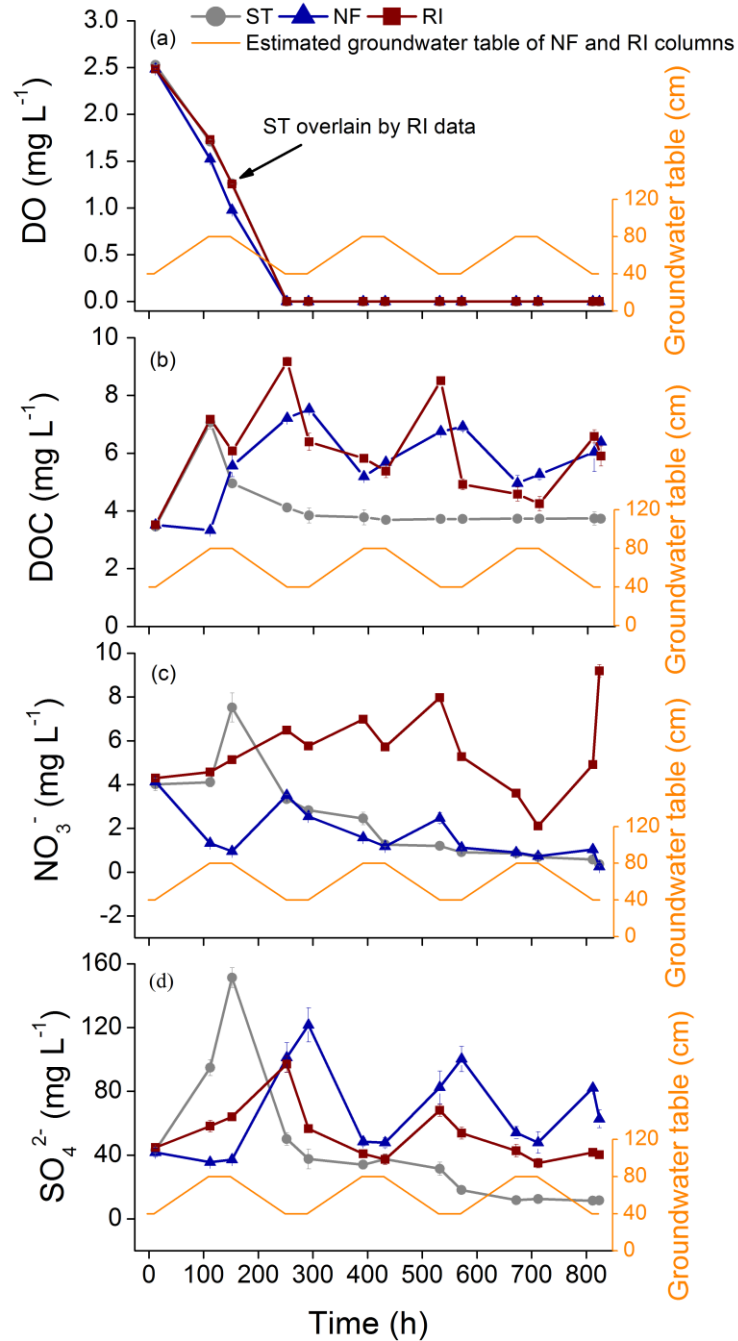 ST NF RI
Estimated groundwater table of NF and RI columns
(a)
ST overlain by RI data
DO (mg L⁻¹)
3.0
2.5
2.0
1.5
1.0
0.5
0.0
120
80
40
0
Groundwater table (cm)
(b)
DOC (mg L⁻¹)
10
8
6
4
2
0
120
80
40
0
Groundwater table (cm)
(c)
NO₃⁻ (mg L⁻¹)
10
8
6
4
2
0
-2
120
80
40
0
Groundwater table (cm)
(d)
SO₄²⁻ (mg L⁻¹)
160
120
80
40
0
120
80
40
0
Groundwater table (cm)
0 100 200 300 400 500 600 700 800
Time (h)